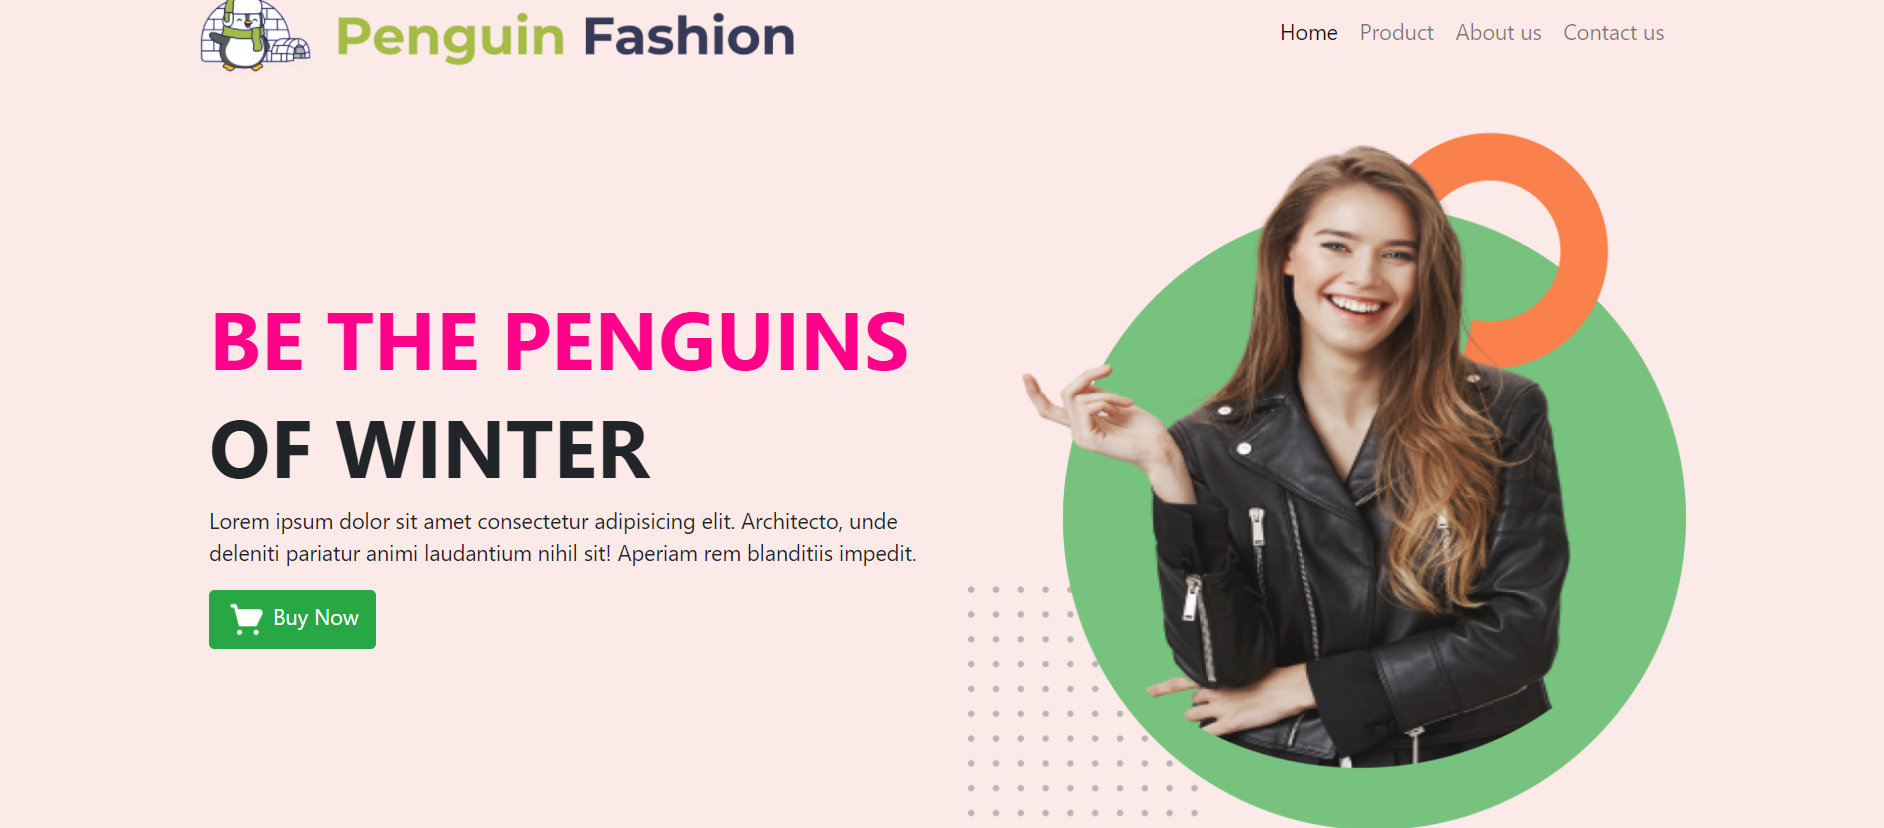 Penguin Fashion
Home Product About us Contact us
BE THE PENGUINS
OF WINTER
Lorem ipsum dolor sit amet consectetur adipisicing elit. Architecto, unde
deleniti pariatur animi laudantium nihil sit! Aperiam rem blanditiis impedit.
Buy Now